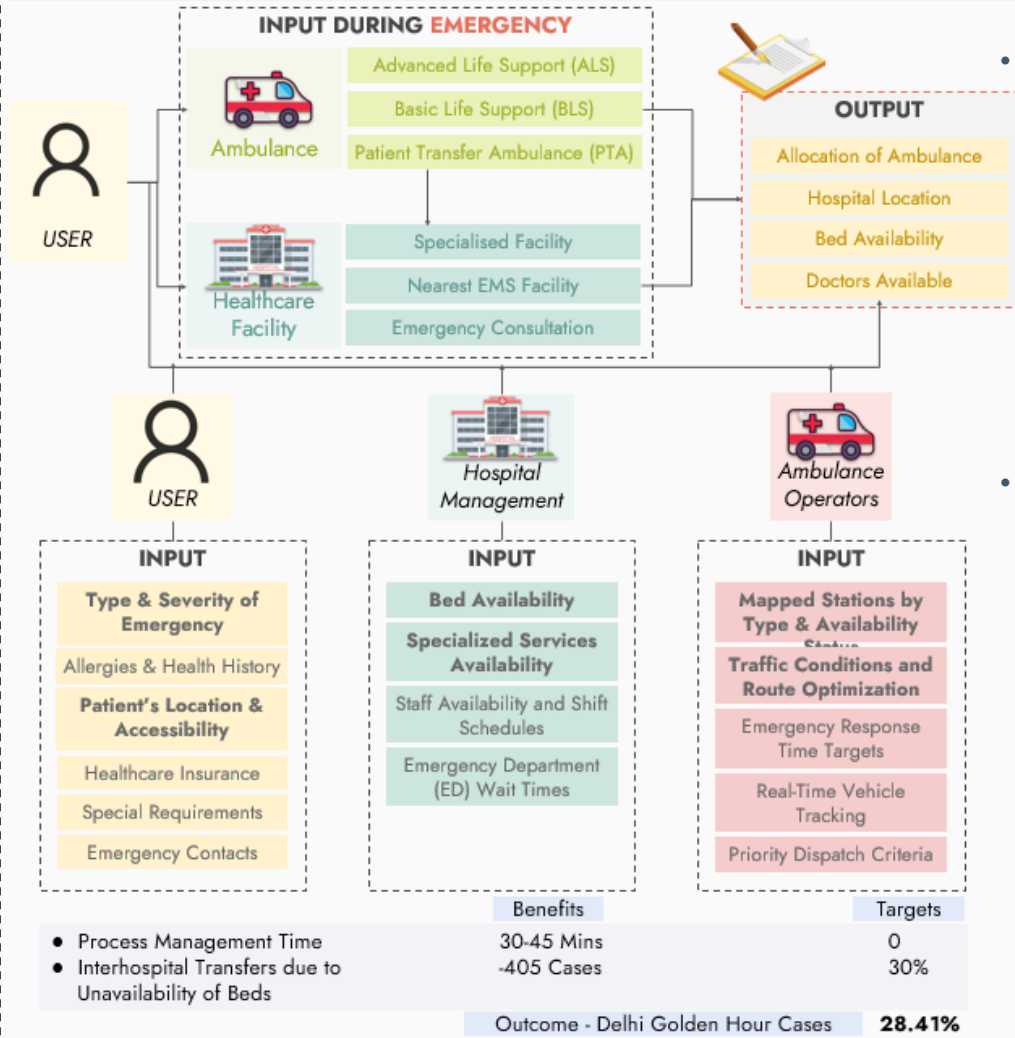 INPUT DURING EMERGENCY
Advanced Life Support (ALS)
Basic Life Support (BLS)
Patient Transfer Ambulance (PTA)
Ambulance
USER
Specialised Facility
Nearest EMS Facility
Emergency Consultation
Healthcare
Facility
OUTPUT
Allocation of Ambulance
Hospital Location
Bed Availability
Doctors Available
USER
Hospital
Management
Ambulance
Operators
INPUT
Type & Severity of
Emergency
Allergies & Health History
Patient's Location &
Accessibility
Healthcare Insurance
Special Requirements
Emergency Contacts
INPUT
Bed Availability
Specialized Services
Availability
Staff Availability and Shift
Schedules
Emergency Department
(ED) Wait Times
INPUT
Mapped Stations by
Type & Availability
Status
Traffic Conditions and
Route Optimization
Emergency Response
Time Targets
Real-Time Vehicle
Tracking
Priority Dispatch Criteria
Benefits Targets
• Process Management Time 30-45 Mins 0
• Interhospital Transfers due to -405 Cases 30%
Unavailability of Beds
Outcome - Delhi Golden Hour Cases 28.41%